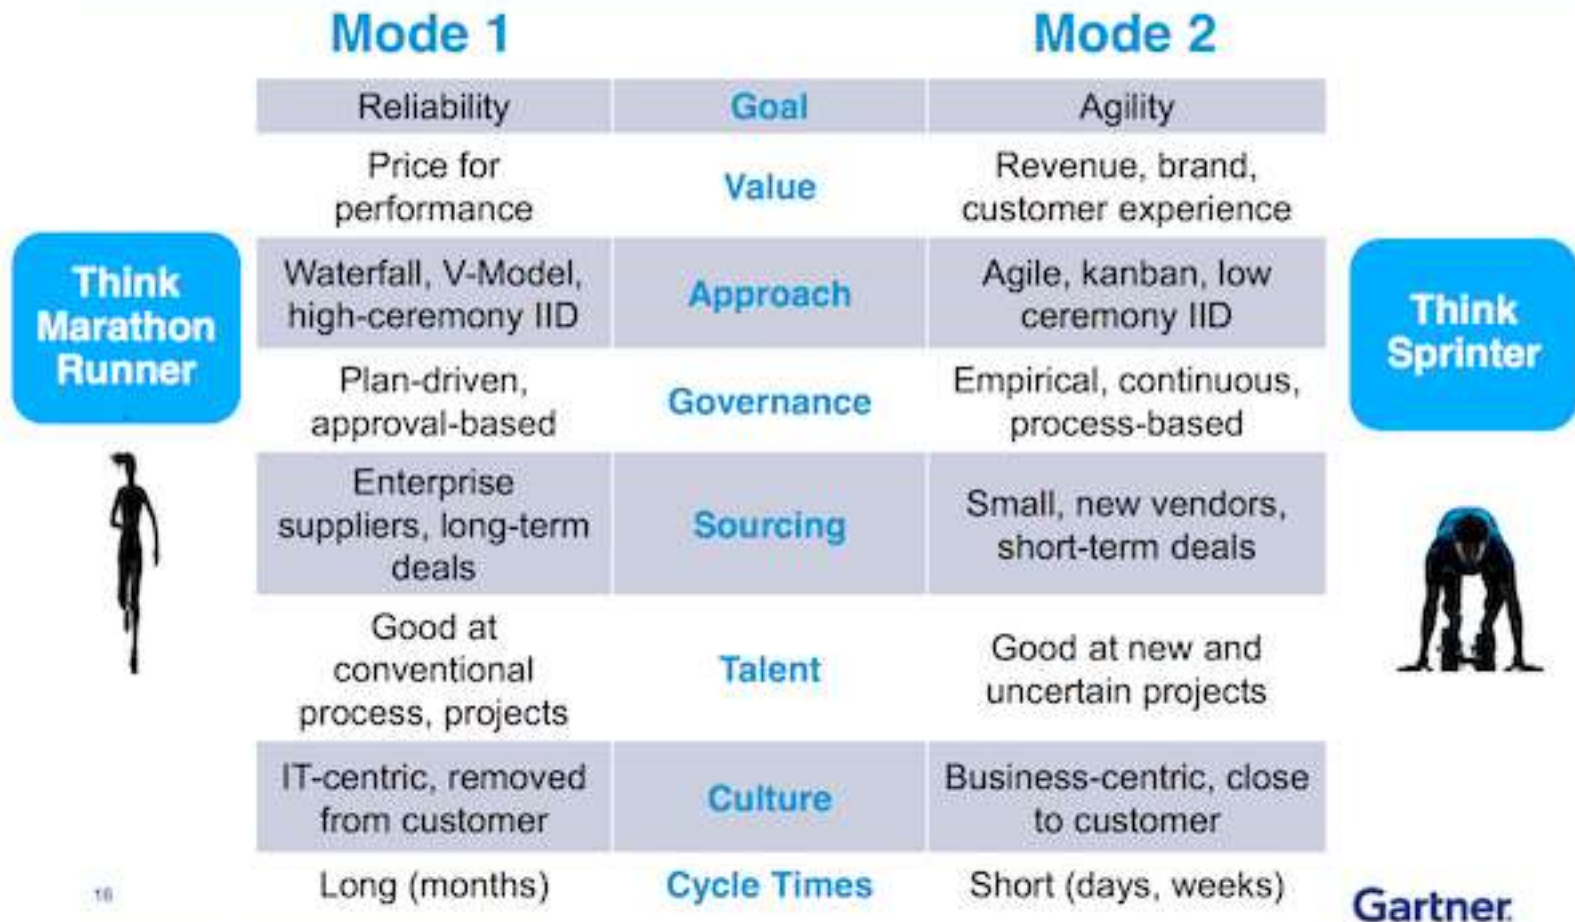 Mode 1
Mode 2
Reliability
Goal
Agility
Price for
performance
Value
Revenue, brand,
customer experience
Think
Marathon
Runner
Waterfall, V-Model,
high-ceremony IID
Approach
Agile, kanban, low
ceremony IID
Think
Sprinter
Plan-driven,
approval-based
Governance
Empirical, continuous,
process-based
Enterprise
suppliers, long-term
deals
Sourcing
Small, new vendors,
short-term deals
Good at
conventional
process, projects
Talent
Good at new and
uncertain projects
IT-centric, removed
from customer
Culture
Business-centric, close
to customer
Long (months)
Cycle Times
Short (days, weeks)
Gartner